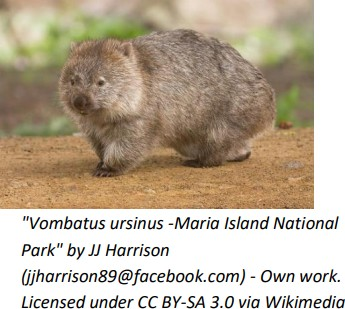 "Vombatus ursinus -Maria Island National
Park" by JJ Harrison
(jjharrison89@facebook.com) - Own work.
Licensed under CC BY-SA 3.0 via Wikimedia